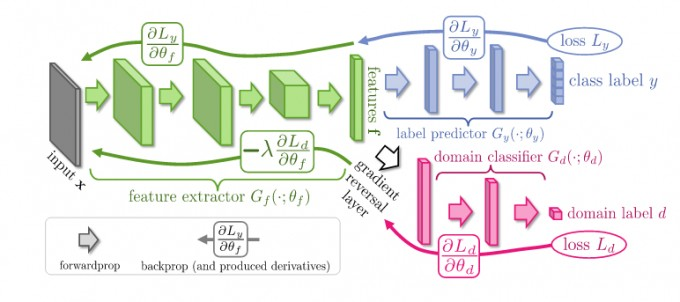 ∂L_y/∂θ_f
∂L_y/∂θ_y
loss L_y
features f
class label y
input x
label predictor G_y(·; θ_y)
−λ ∂L_d/∂θ_f
feature extractor G_f(·; θ_f)
gradient
reversal
layer
domain classifier G_d(·; θ_d)
domain label d
∂L_d/∂θ_d
loss L_d
forwardprop
∂L_y/∂θ_f
backprop (and produced derivatives)